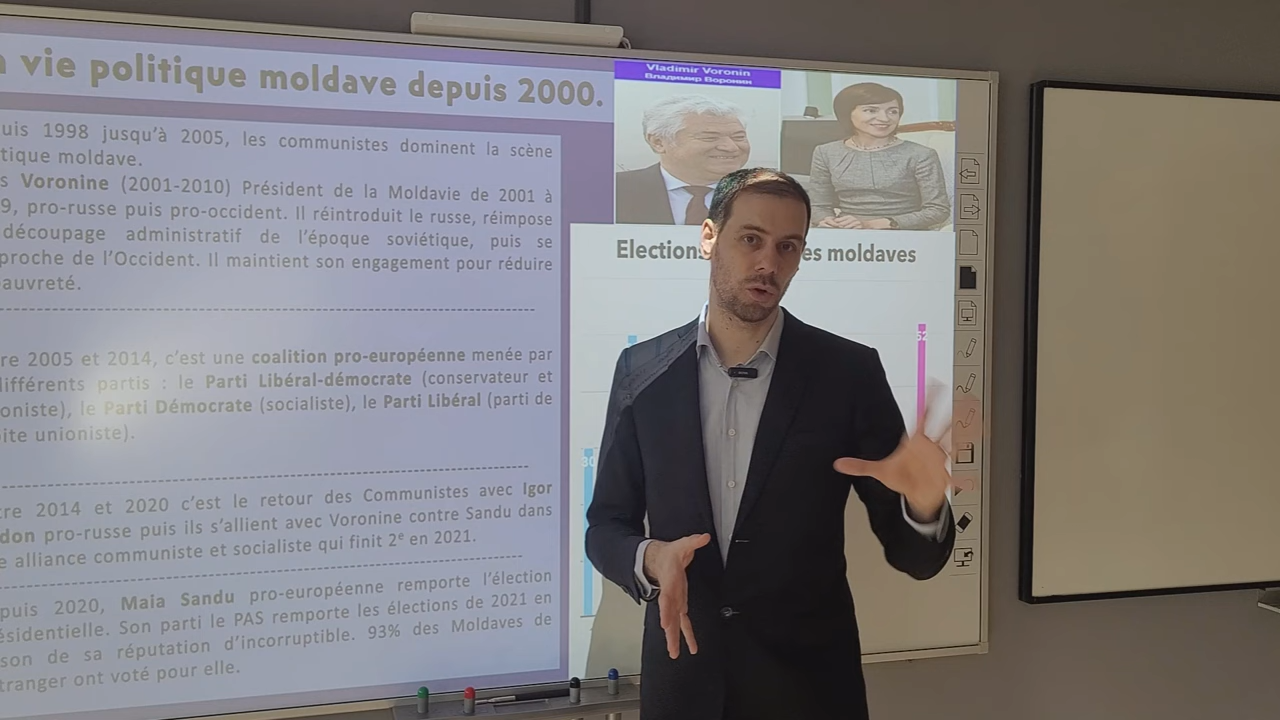 vie politique moldave depuis 2000.
Vladimir Voronin
Владимир Воронин
uis 1998 jusqu'à 2005, les communistes dominent la scène
tique moldave.
s Voronine (2001-2010) Président de la Moldavie de 2001 à
9, pro-russe puis pro-occident. Il réintroduit le russe, réimpose
découpage administratif de l'époque soviétique, puis se
proche de l'Occident. Il maintient son engagement pour réduire
auvreté.
re 2005 et 2014, c'est une coalition pro-européenne menée par
ifférents partis : le Parti Libéral-démocrate (conservateur et
oniste), le Parti Démocrate (socialiste), le Parti Libéral (parti de
ite unioniste).
tre 2014 et 2020 c'est le retour des Communistes avec Igor
don pro-russe puis ils s'allient avec Voronine contre Sandu dans
e alliance communiste et socialiste qui finit 2e en 2021.
puis 2020, Maia Sandu pro-européenne remporte l'élection
ésidentielle. Son parti le PAS remporte les élections de 2021 en
son de sa réputation d'incorruptible. 93% des Moldaves de
tranger ont voté pour elle.
Elections es moldaves
52
30